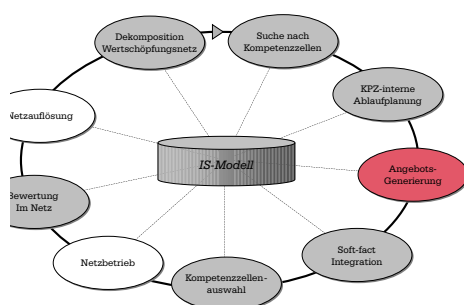 Dekomposition
Wertschöpfungsnetz
Suche nach
Kompetenzzellen
KPZ-interne
Ablaufplanung
Angebots-
Generierung
Soft-fact
Integration
Kompetenzzellen-
auswahl
Netzbetrieb
Bewertung
Im Netz
Netzauflösung
IS-Modell